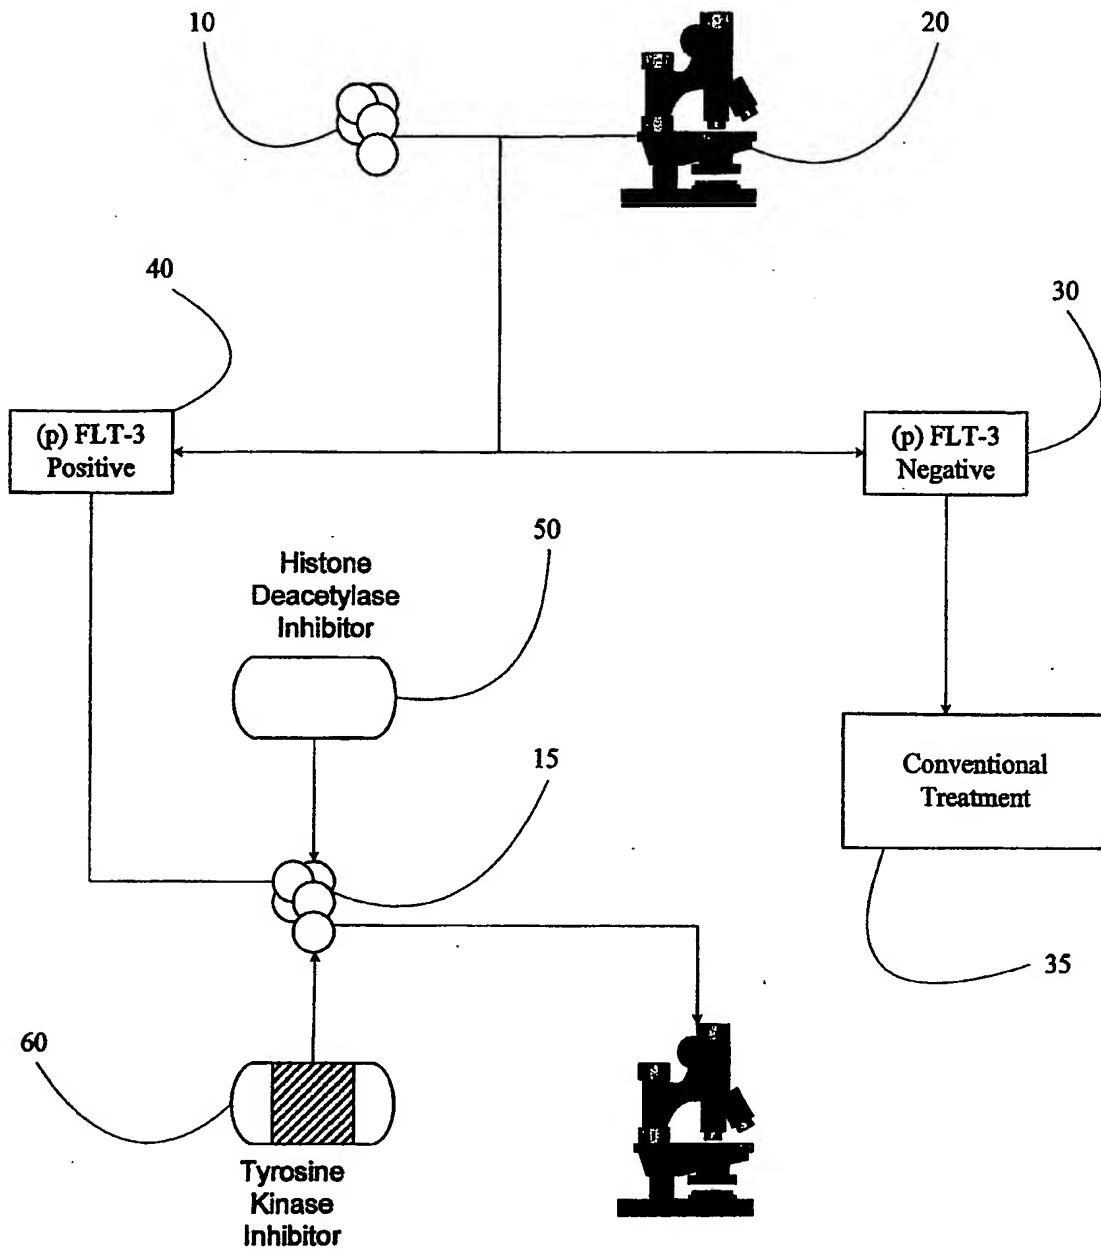 10
20
40
30
(p) FLT-3
Positive
(p) FLT-3
Negative
50
Histone
Deacetylase
Inhibitor
15
Conventional
Treatment
35
60
Tyrosine
Kinase
Inhibitor